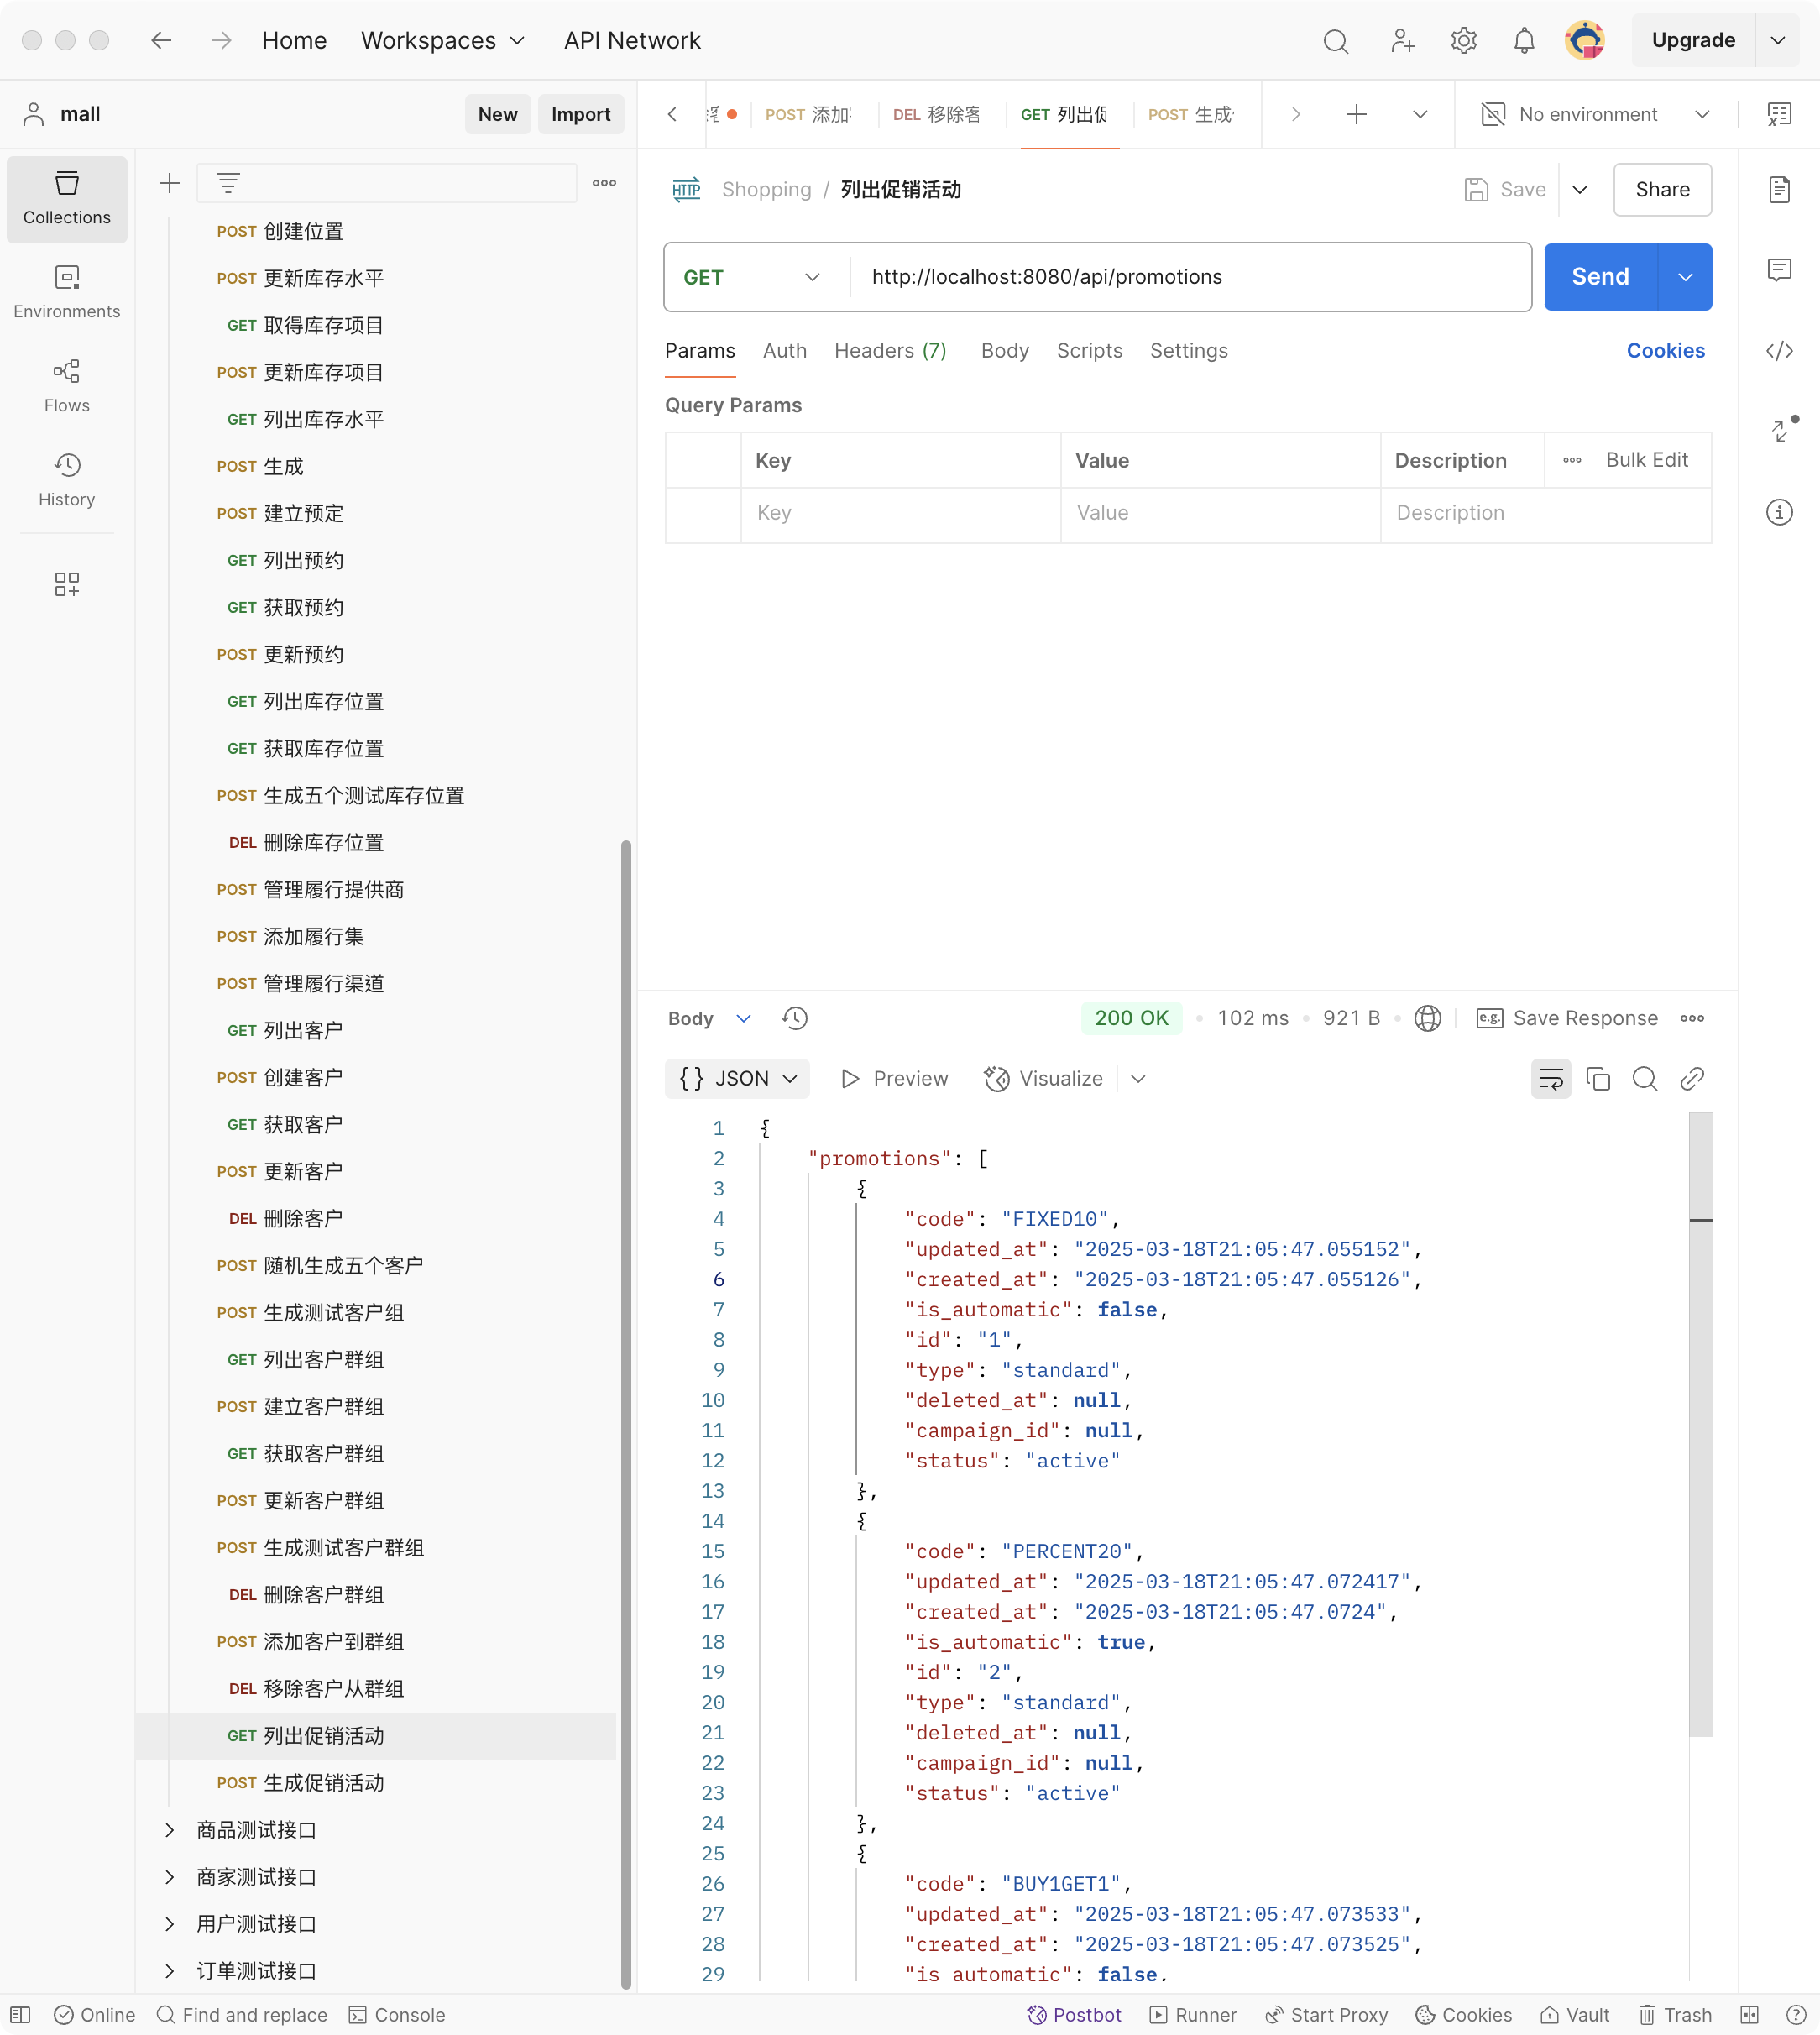 Home Workspaces API Network Upgrade
mall New Import
POST 添加 DEL 移除客 GET 列出促 POST 生成 No environment
Collections
Environments
Flows
History
POST 创建位置
POST 更新库存水平
GET 取得库存项目
POST 更新库存项目
GET 列出库存水平
POST 生成
POST 建立预定
GET 列出预约
GET 获取预约
POST 更新预约
GET 列出库存位置
GET 获取库存位置
POST 生成五个测试库存位置
DEL 删除库存位置
POST 管理履行提供商
POST 添加履行集
POST 管理履行渠道
GET 列出客户
POST 创建客户
GET 获取客户
POST 更新客户
DEL 删除客户
POST 随机生成五个客户
POST 生成测试客户组
GET 列出客户群组
POST 建立客户群组
GET 获取客户群组
POST 更新客户群组
POST 生成测试客户群组
DEL 删除客户群组
POST 添加客户到群组
DEL 移除客户从群组
GET 列出促销活动
POST 生成促销活动
商品测试接口
商家测试接口
用户测试接口
订单测试接口
HTTP Shopping / 列出促销活动 Save Share
GET http://localhost:8080/api/promotions Send
Params Auth Headers (7) Body Scripts Settings Cookies
Query Params
Key Value Description Bulk Edit
Key Value Description
Body 200 OK 102 ms 921 B e.g. Save Response
{} JSON Preview Visualize
1 {
2 "promotions": [
3 {
4 "code": "FIXED10",
5 "updated_at": "2025-03-18T21:05:47.055152",
6 "created_at": "2025-03-18T21:05:47.055126",
7 "is_automatic": false,
8 "id": "1",
9 "type": "standard",
10 "deleted_at": null,
11 "campaign_id": null,
12 "status": "active"
13 },
14 {
15 "code": "PERCENT20",
16 "updated_at": "2025-03-18T21:05:47.072417",
17 "created_at": "2025-03-18T21:05:47.0724",
18 "is_automatic": true,
19 "id": "2",
20 "type": "standard",
21 "deleted_at": null,
22 "campaign_id": null,
23 "status": "active"
24 },
25 {
26 "code": "BUY1GET1",
27 "updated_at": "2025-03-18T21:05:47.073533",
28 "created_at": "2025-03-18T21:05:47.073525",
29 "is_automatic": false,
Online Find and replace Console Postbot Runner Start Proxy Cookies Vault Trash